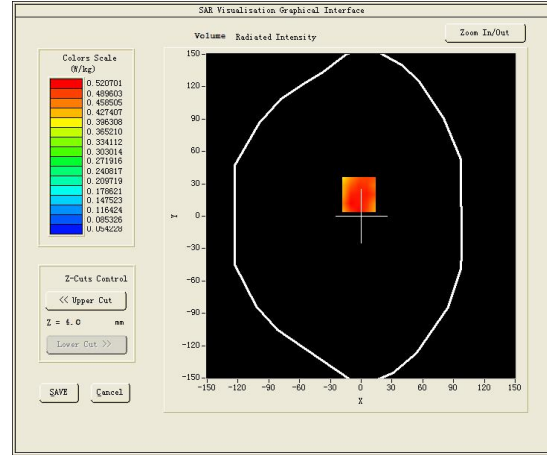 SAR Visualisation Graphical Interface
Volume Radiated Intensity
Zoom In/Out
Colors Scale
(W/kg)
0.520701
0.489603
0.458505
0.427407
0.396308
0.365210
0.334112
0.303014
0.271916
0.240817
0.209719
0.178621
0.147523
0.116424
0.085326
0.054228
150
120
90
60
30
0
-30
-60
-90
-120
-150
Y
-150 -120 -90 -60 -30 0 30 60 90 120 150
X
Z-Cuts Control
<< Upper Cut
Z = 4.0 mm
Lower Cut >>
SAVE Cancel